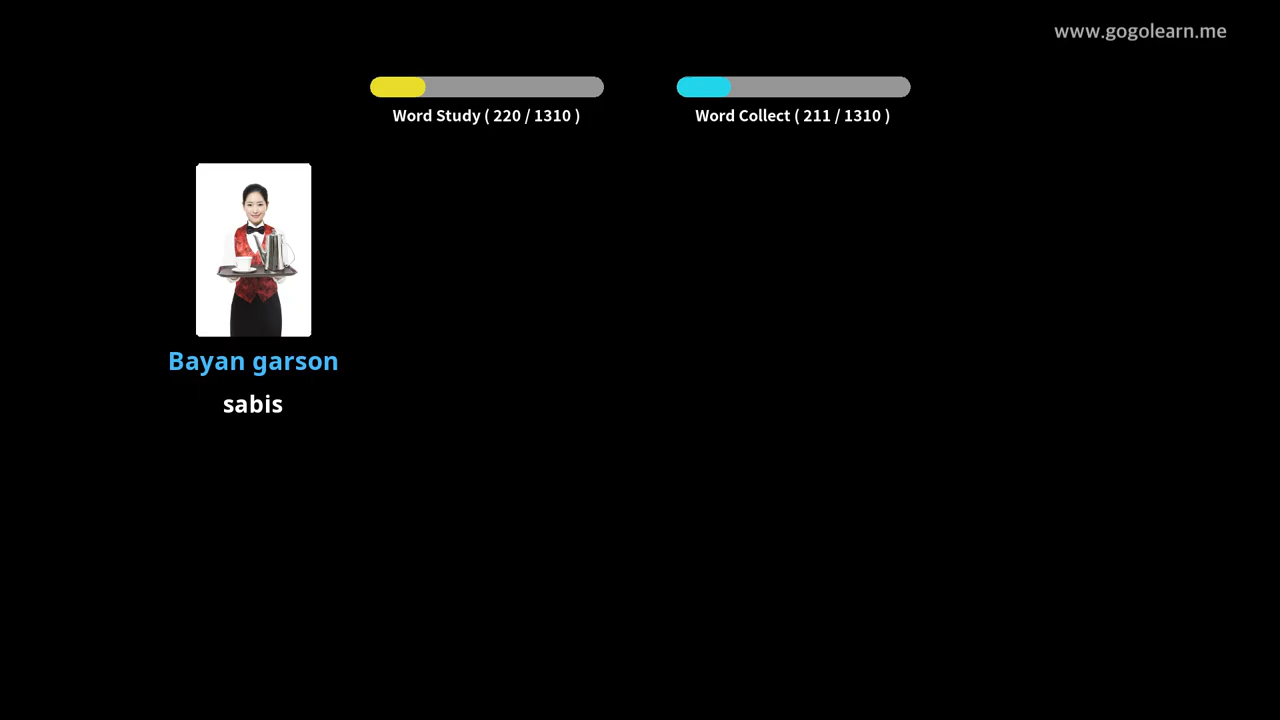 www.gogolearn.me
Word Study ( 220 / 1310 )
Word Collect ( 211 / 1310 )
Bayan garson
sabis